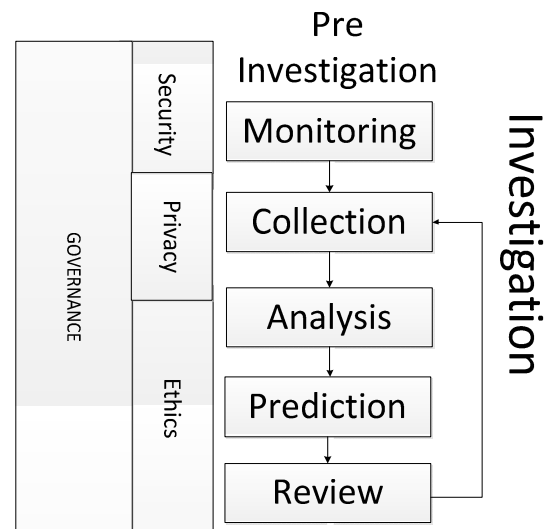 Pre
Investigation
GOVERNANCE
Security
Privacy
Ethics
Monitoring
Collection
Analysis
Prediction
Review
Investigation